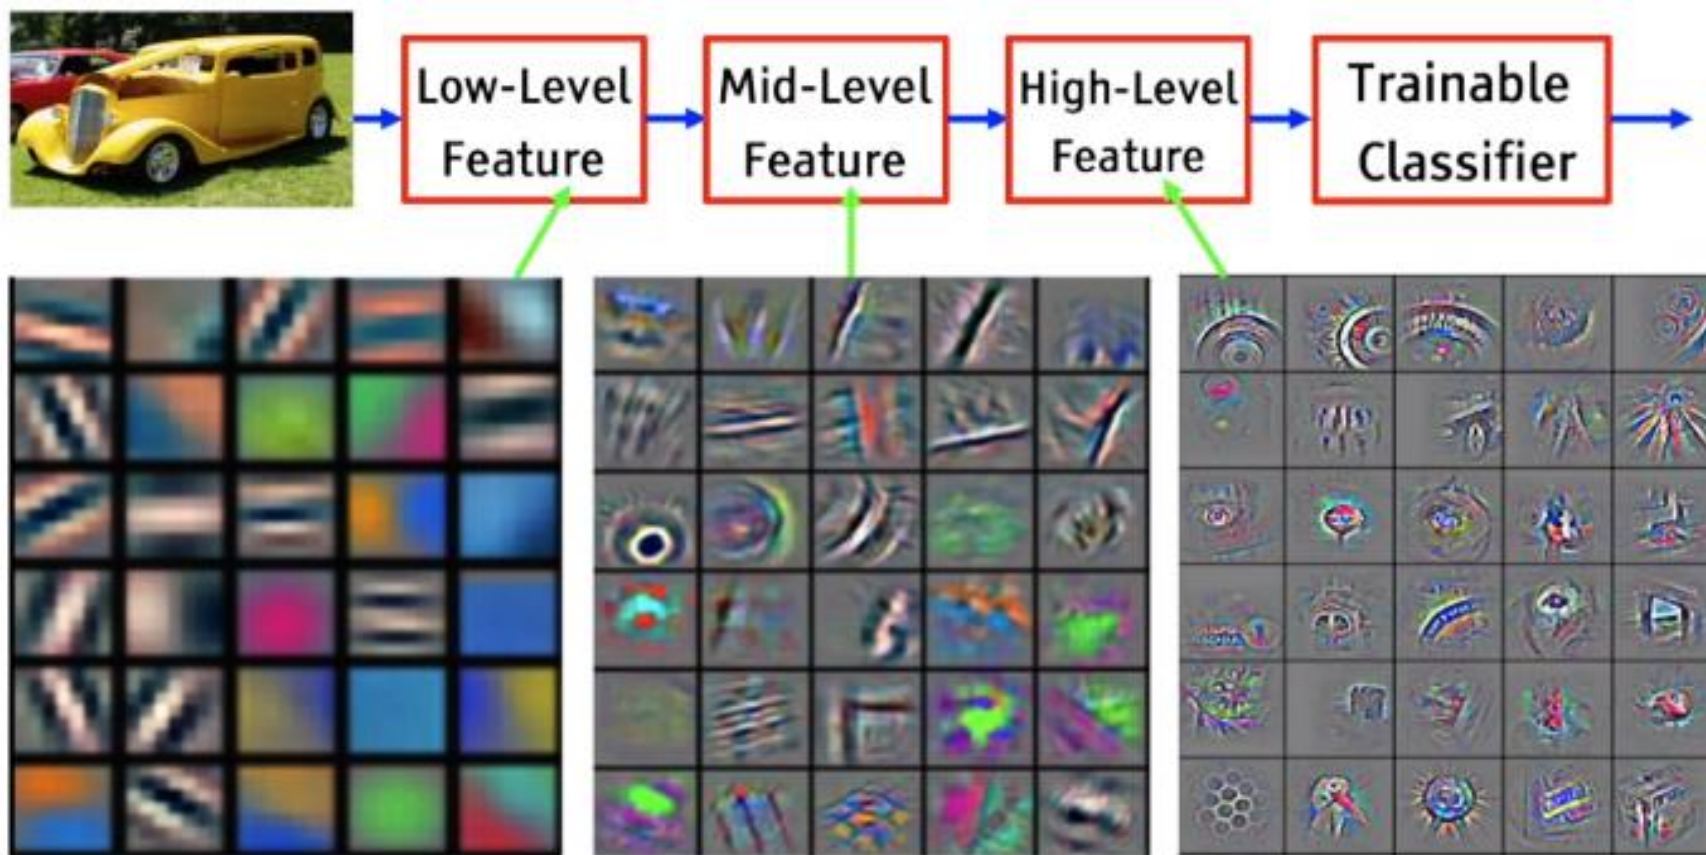 Low-Level
Feature
Mid-Level
Feature
High-Level
Feature
Trainable
Classifier